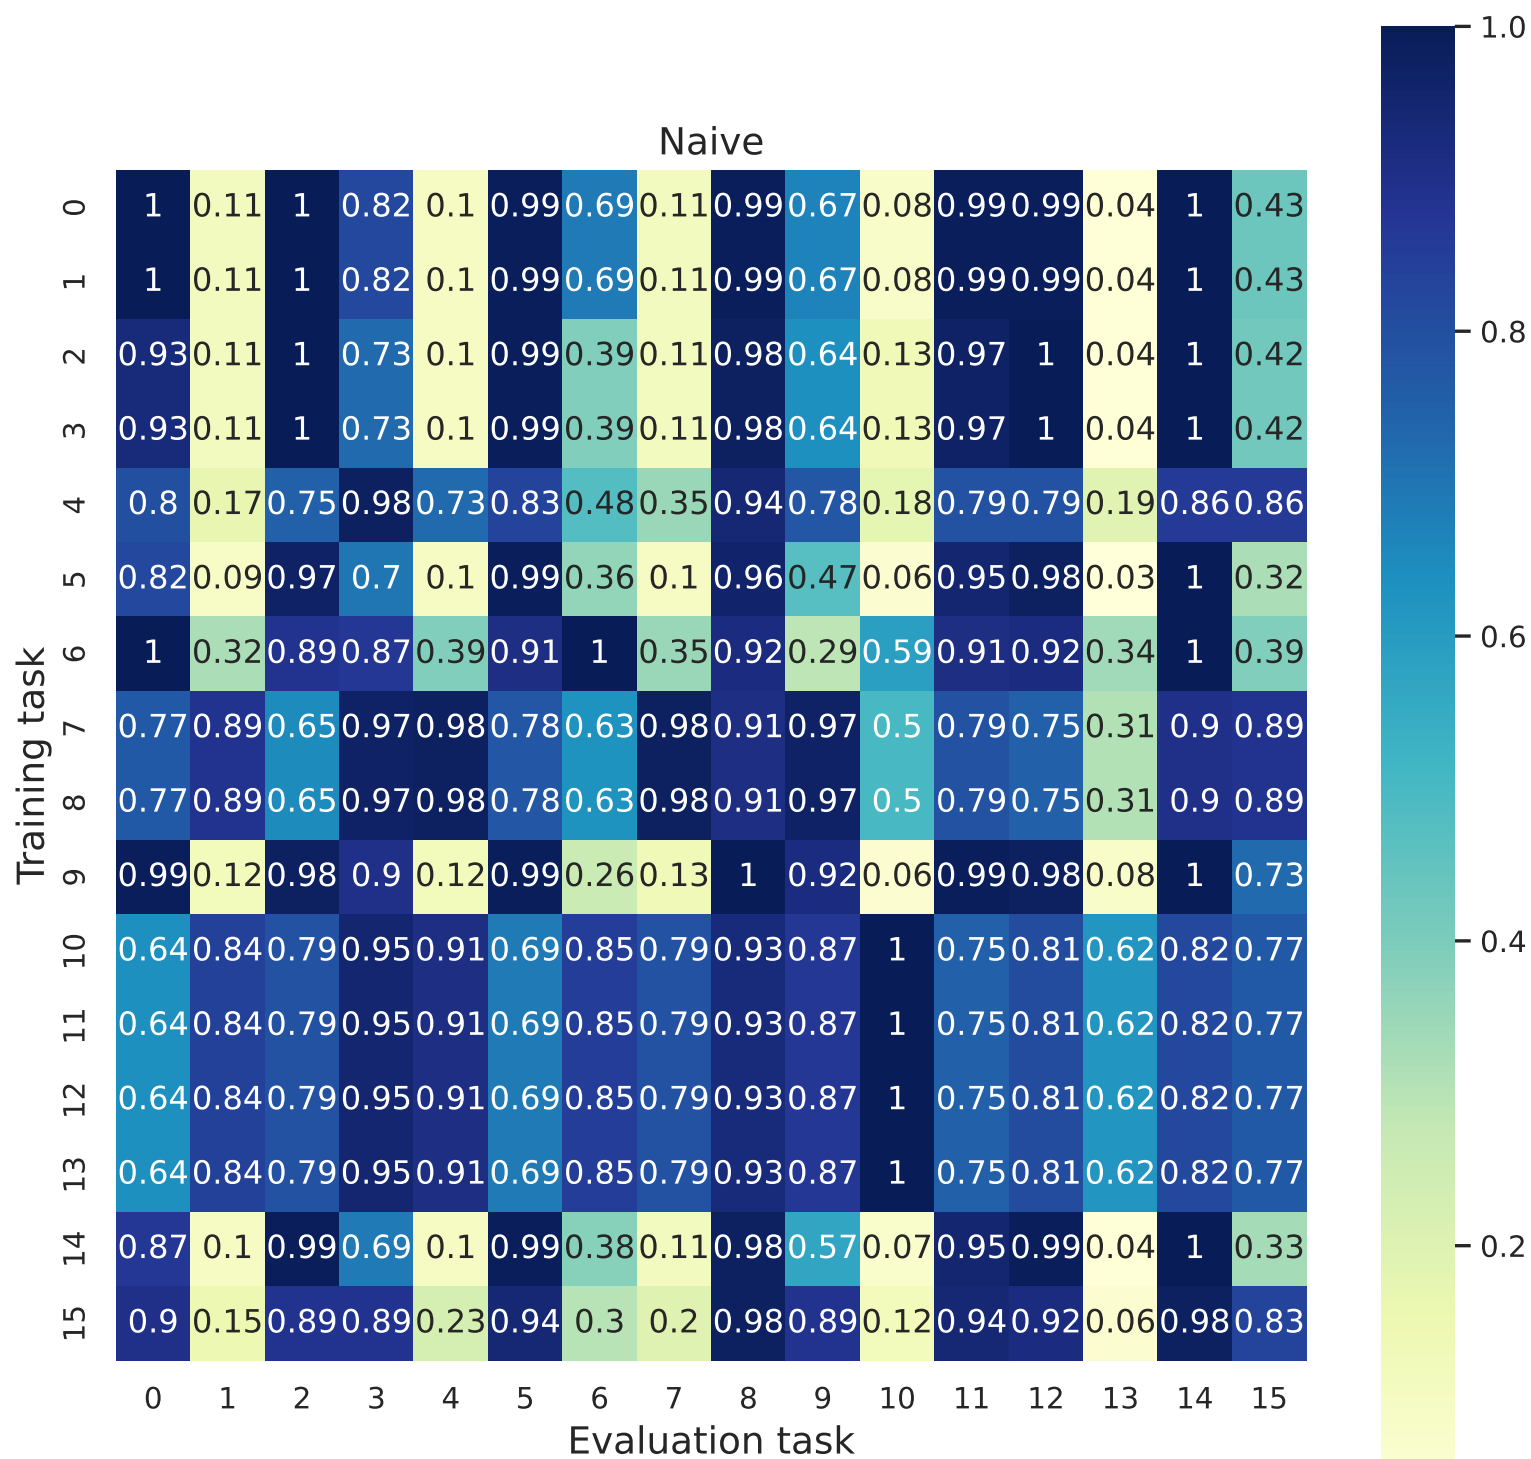 Naive
0 1 0.11 1 0.82 0.1 0.99 0.69 0.11 0.99 0.67 0.08 0.99 0.99 0.04 1 0.43
1 1 0.11 1 0.82 0.1 0.99 0.69 0.11 0.99 0.67 0.08 0.99 0.99 0.04 1 0.43
2 0.93 0.11 1 0.73 0.1 0.99 0.39 0.11 0.98 0.64 0.13 0.97 1 0.04 1 0.42
3 0.93 0.11 1 0.73 0.1 0.99 0.39 0.11 0.98 0.64 0.13 0.97 1 0.04 1 0.42
4 0.8 0.17 0.75 0.98 0.73 0.83 0.48 0.35 0.94 0.78 0.18 0.79 0.79 0.19 0.86 0.86
5 0.82 0.09 0.97 0.7 0.1 0.99 0.36 0.1 0.96 0.47 0.06 0.95 0.98 0.03 1 0.32
6 1 0.32 0.89 0.87 0.39 0.91 1 0.35 0.92 0.29 0.59 0.91 0.92 0.34 1 0.39
7 0.77 0.89 0.65 0.97 0.98 0.78 0.63 0.98 0.91 0.97 0.5 0.79 0.75 0.31 0.9 0.89
8 0.77 0.89 0.65 0.97 0.98 0.78 0.63 0.98 0.91 0.97 0.5 0.79 0.75 0.31 0.9 0.89
9 0.99 0.12 0.98 0.9 0.12 0.99 0.26 0.13 1 0.92 0.06 0.99 0.98 0.08 1 0.73
10 0.64 0.84 0.79 0.95 0.91 0.69 0.85 0.79 0.93 0.87 1 0.75 0.81 0.62 0.82 0.77
11 0.64 0.84 0.79 0.95 0.91 0.69 0.85 0.79 0.93 0.87 1 0.75 0.81 0.62 0.82 0.77
12 0.64 0.84 0.79 0.95 0.91 0.69 0.85 0.79 0.93 0.87 1 0.75 0.81 0.62 0.82 0.77
13 0.64 0.84 0.79 0.95 0.91 0.69 0.85 0.79 0.93 0.87 1 0.75 0.81 0.62 0.82 0.77
14 0.87 0.1 0.99 0.69 0.1 0.99 0.38 0.11 0.98 0.57 0.07 0.95 0.99 0.04 1 0.33
15 0.9 0.15 0.89 0.89 0.23 0.94 0.3 0.2 0.98 0.89 0.12 0.94 0.92 0.06 0.98 0.83
0 1 2 3 4 5 6 7 8 9 10 11 12 13 14 15
Evaluation task
Training task
1.0
0.8
0.6
0.4
0.2